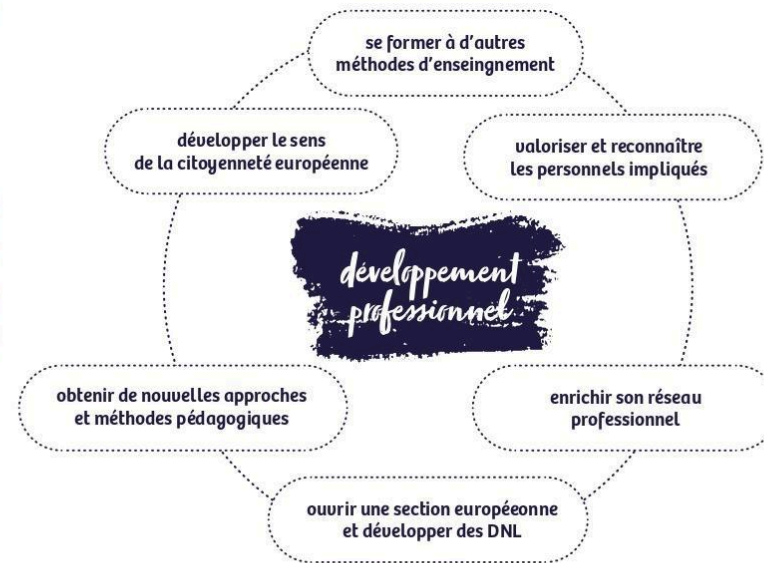 se former à d'autres
méthodes d'enseingnement
développer le sens
de la citoyenneté européenne
valoriser et reconnaître
les personnels impliqués
développement
professionnel
obtenir de nouvelles approches
et méthodes pédagogiques
enrichir son réseau
professionnel
ouvrir une section européeonne
et développer des DNL